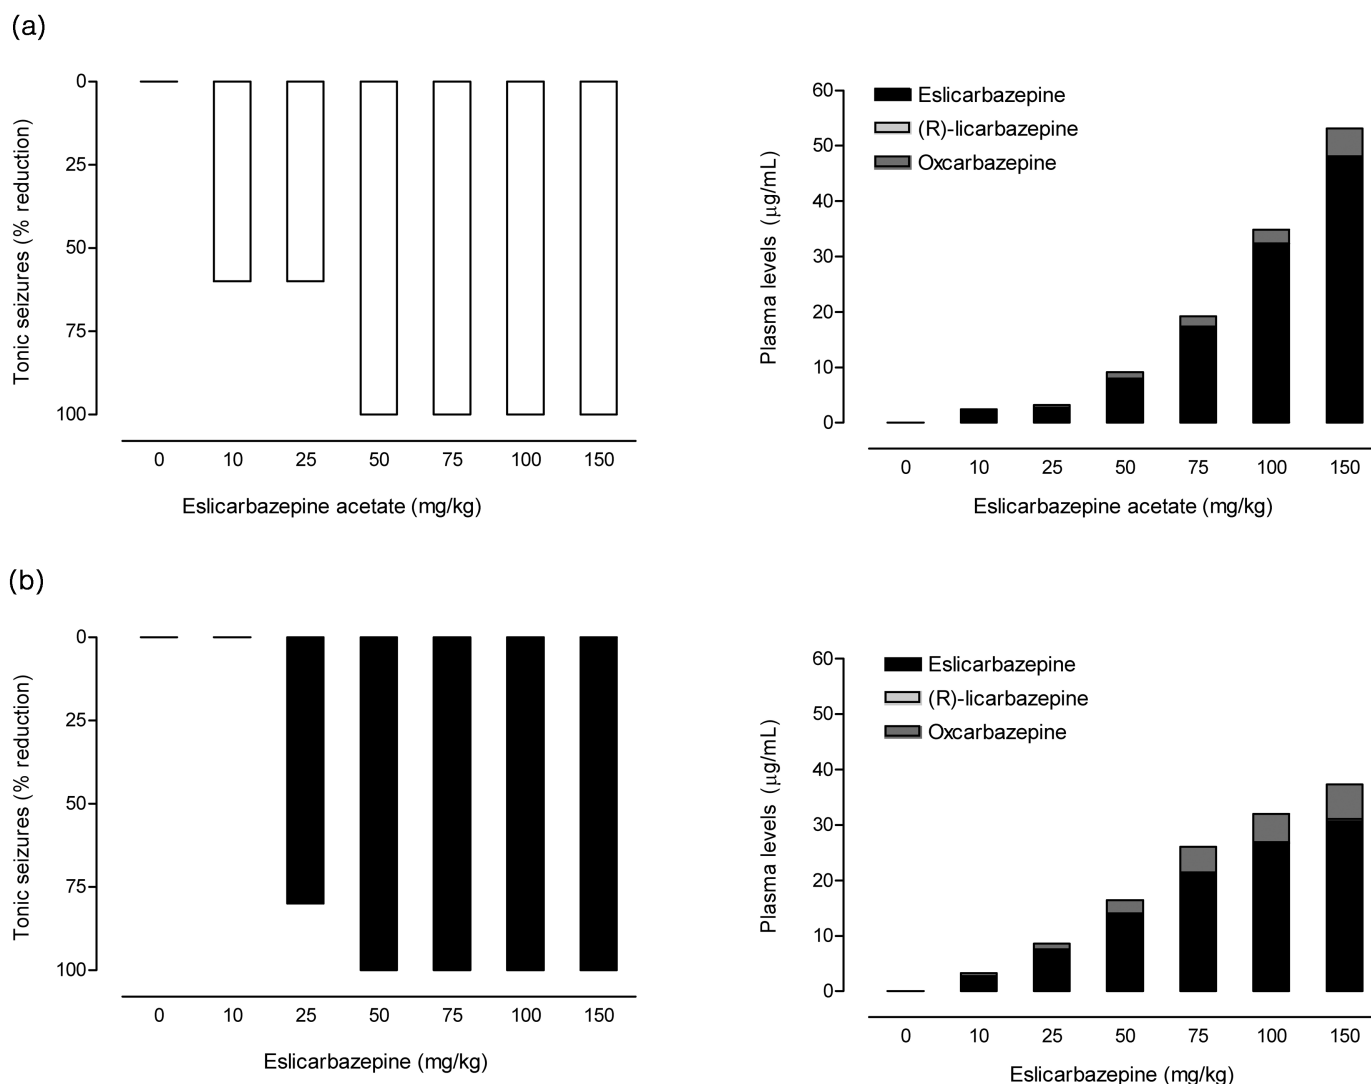 (a)
Tonic seizures (% reduction)
0
25
50
75
100
0 10 25 50 75 100 150
Eslicarbazepine acetate (mg/kg)
Plasma levels (μg/mL)
60
50
40
30
20
10
0
Eslicarbazepine
(R)-licarbazepine
Oxcarbazepine
0 10 25 50 75 100 150
Eslicarbazepine acetate (mg/kg)
(b)
Tonic seizures (% reduction)
0
25
50
75
100
0 10 25 50 75 100 150
Eslicarbazepine (mg/kg)
Plasma levels (μg/mL)
60
50
40
30
20
10
0
Eslicarbazepine
(R)-licarbazepine
Oxcarbazepine
0 10 25 50 75 100 150
Eslicarbazepine (mg/kg)